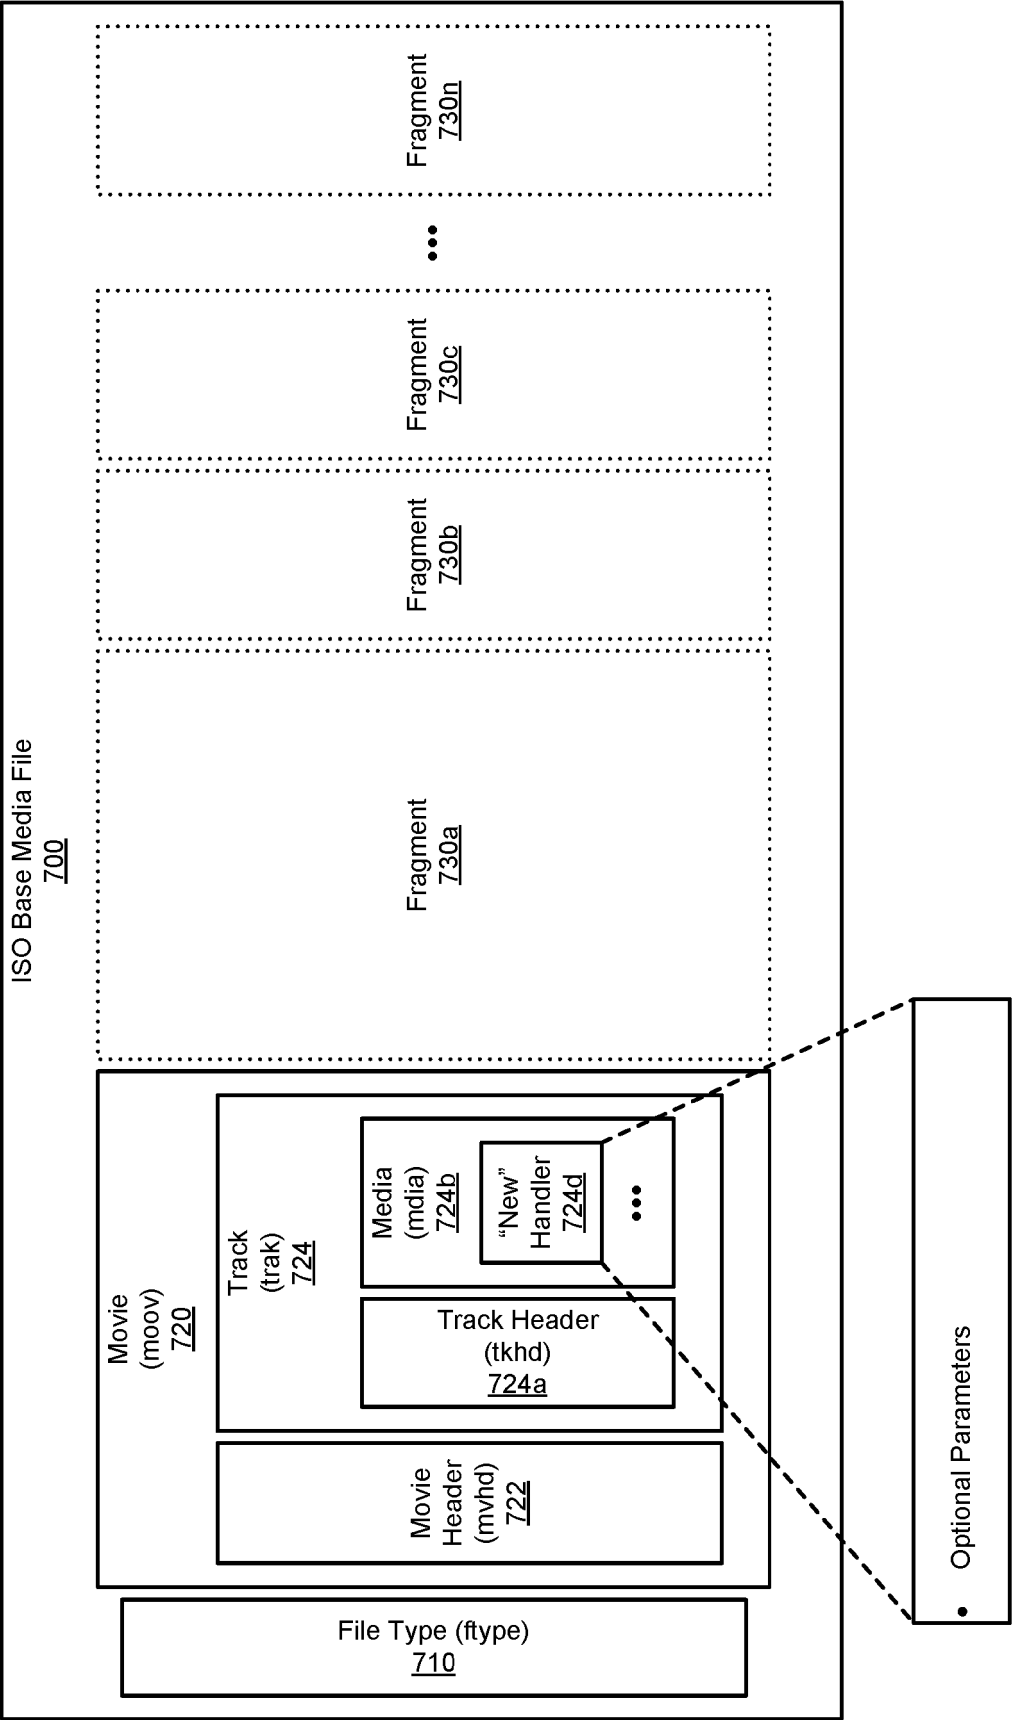 ISO Base Media File
700
File Type (ftype)
710
Movie
(moov)
720
Movie
Header
(mvhd)
722
Track
(trak)
724
Track Header
(tkhd)
724a
Media
(mdia)
724b
“New”
Handler
724d
•••
Fragment
730a
Fragment
730b
Fragment
730c
•••
Fragment
730n
• Optional Parameters